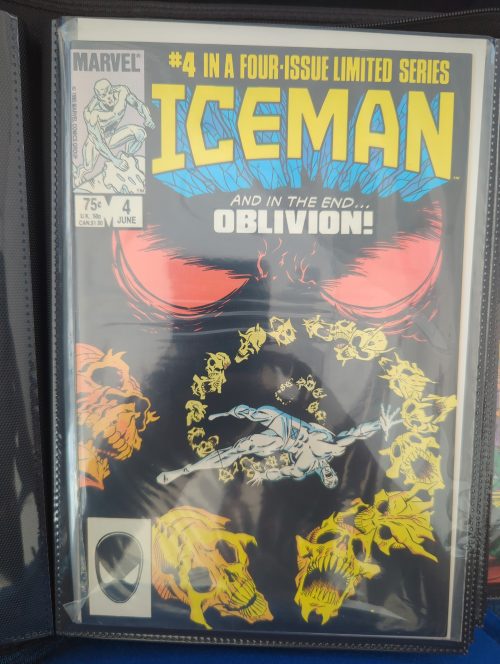 #4 IN A FOUR-ISSUE LIMITED SERIES
MARVEL
ICEMAN
75¢
4
JUNE
AND IN THE END...
OBLIVION!